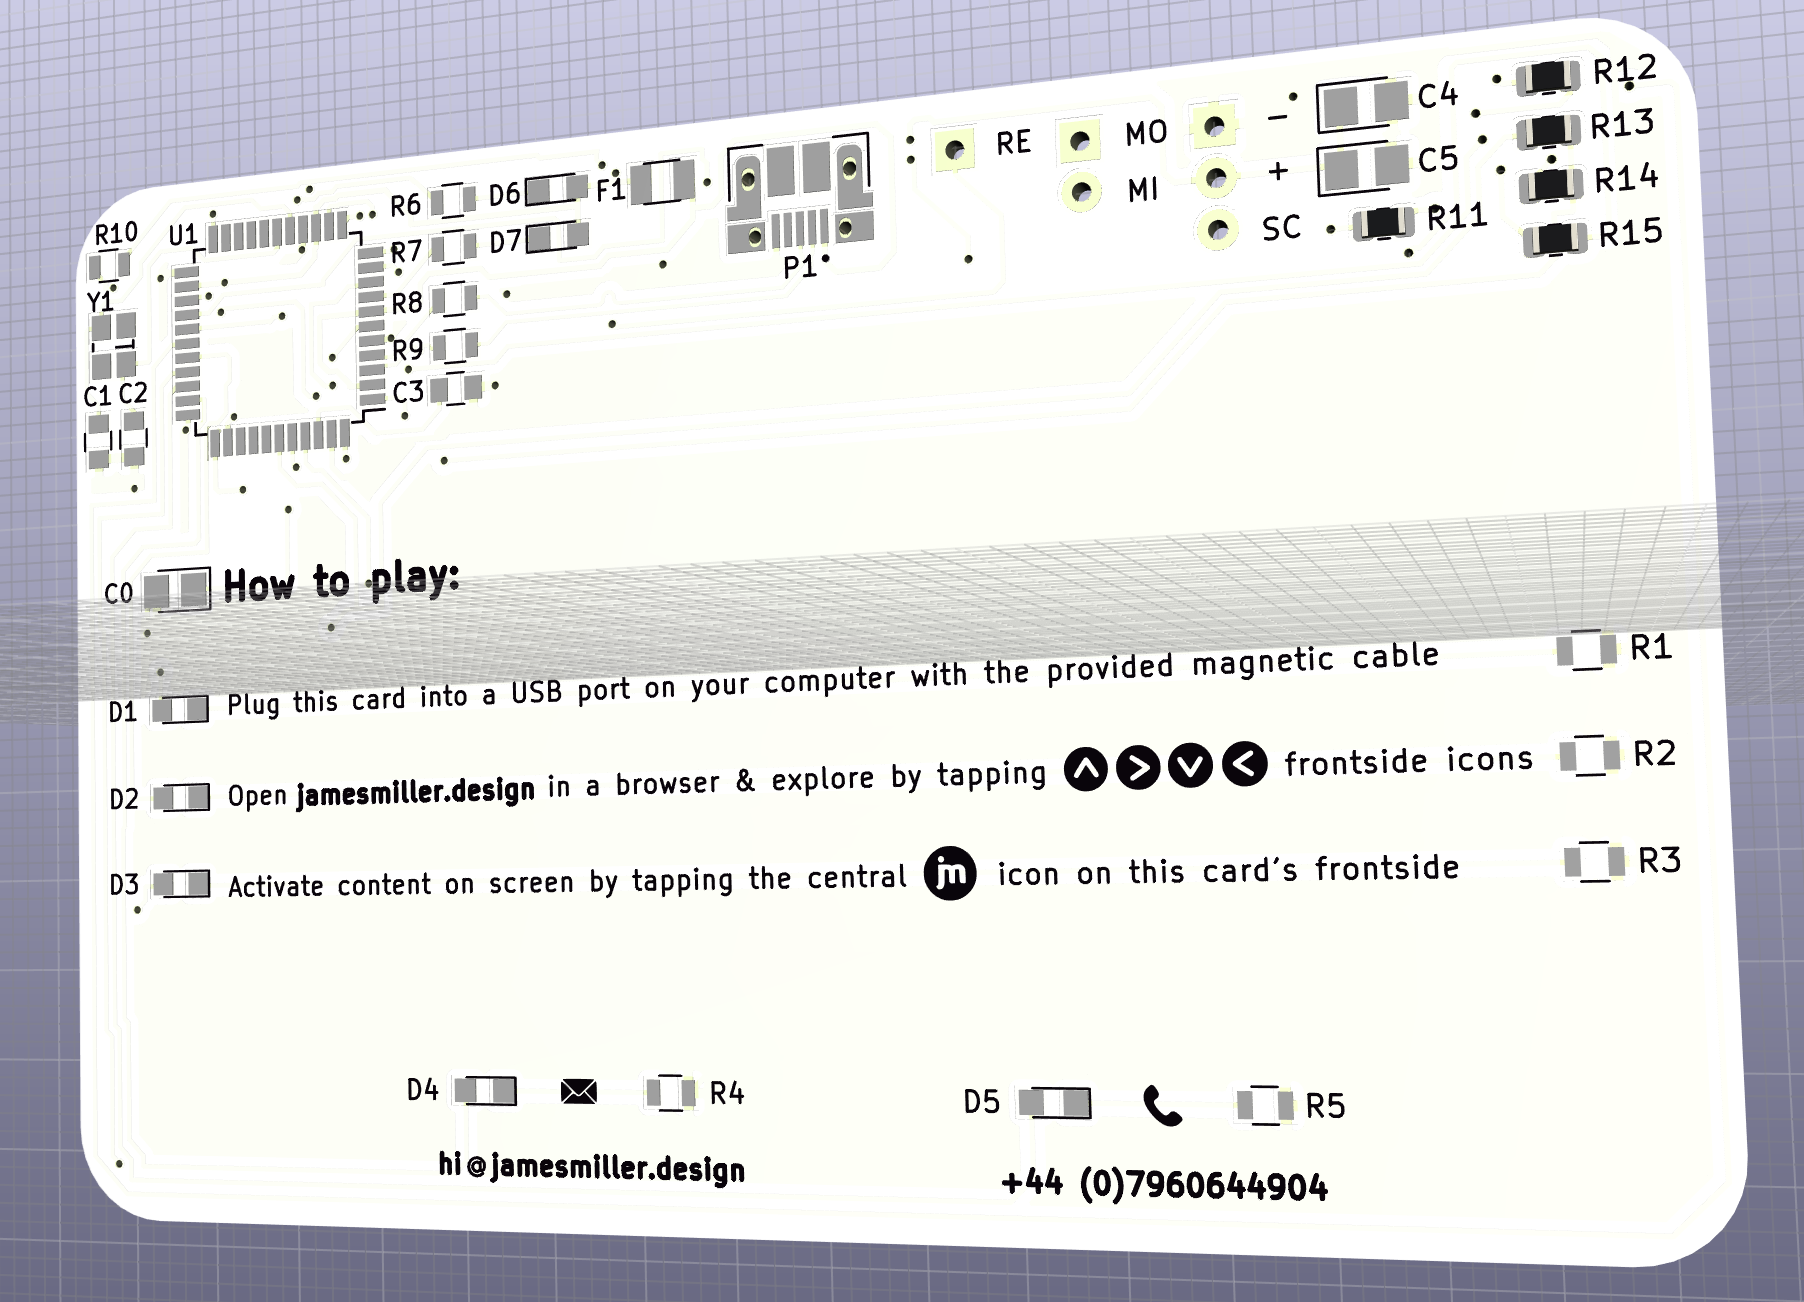 R12
C4
R13
MO
-
RE
C5
R14
+
MI
R6
D6
F1
R11
SC
R15
R10
U1
R7
D7
P1
Y1
R8
R9
C1
C2
C3
C0
How to play:
D1
Plug this card into a USB port on your computer with the provided magnetic cable
R1
D2
Open jamesmiller.design in a browser & explore by tapping frontside icons
R2
D3
Activate content on screen by tapping the central jm icon on this card's frontside
R3
D4
R4
D5
R5
hi@jamesmiller.design
+44 (0)7960644904